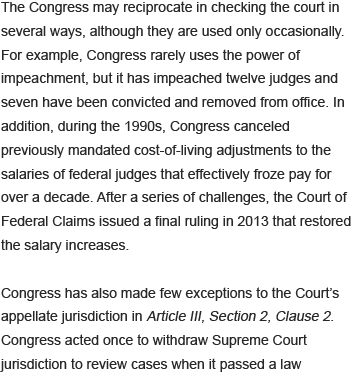 The Congress may reciprocate in checking the court in
several ways, although they are used only occasionally.
For example, Congress rarely uses the power of
impeachment, but it has impeached twelve judges and
seven have been convicted and removed from office. In
addition, during the 1990s, Congress canceled
previously mandated cost-of-living adjustments to the
salaries of federal judges that effectively froze pay for
over a decade. After a series of challenges, the Court of
Federal Claims issued a final ruling in 2013 that restored
the salary increases.

Congress has also made few exceptions to the Court’s
appellate jurisdiction in Article III, Section 2, Clause 2.
Congress acted once to withdraw Supreme Court
jurisdiction to review cases when it passed a law